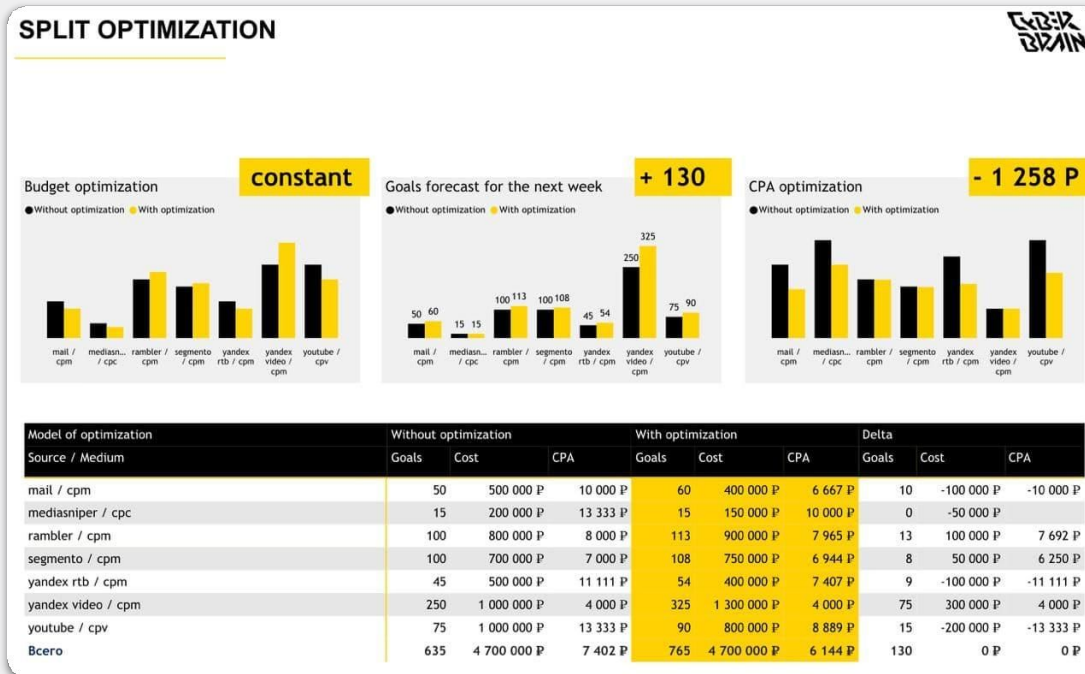 SPLIT OPTIMIZATION
CYBER
BRAIN
Budget optimization
constant
Without optimization With optimization
mail / cpm
mediasn... / cpc
rambler / cpm
segmento / cpm
yandex rtb / cpm
yandex video / cpm
youtube / cpv
Goals forecast for the next week
+ 130
Without optimization With optimization
50 60
15 15
100 113
100 108
45 54
250 325
75 90
mail / cpm
mediasn... / cpc
rambler / cpm
segmento / cpm
yandex rtb / cpm
yandex video / cpm
youtube / cpv
CPA optimization
- 1 258 P
Without optimization With optimization
mail / cpm
mediasn... / cpc
rambler / cpm
segmento / cpm
yandex rtb / cpm
yandex video / cpm
youtube / cpv
Model of optimization Without optimization With optimization Delta
Source / Medium Goals Cost CPA Goals Cost CPA Goals Cost CPA
mail / cpm 50 500 000 ₽ 10 000 ₽ 60 400 000 ₽ 6 667 ₽ 10 -100 000 ₽ -10 000 ₽
mediasniper / cpc 15 200 000 ₽ 13 333 ₽ 15 150 000 ₽ 10 000 ₽ 0 -50 000 ₽
rambler / cpm 100 800 000 ₽ 8 000 ₽ 113 900 000 ₽ 7 965 ₽ 13 100 000 ₽ 7 692 ₽
segmento / cpm 100 700 000 ₽ 7 000 ₽ 108 750 000 ₽ 6 944 ₽ 8 50 000 ₽ 6 250 ₽
yandex rtb / cpm 45 500 000 ₽ 11 111 ₽ 54 400 000 ₽ 7 407 ₽ 9 -100 000 ₽ -11 111 ₽
yandex video / cpm 250 1 000 000 ₽ 4 000 ₽ 325 1 300 000 ₽ 4 000 ₽ 75 300 000 ₽ 4 000 ₽
youtube / cpv 75 1 000 000 ₽ 13 333 ₽ 90 800 000 ₽ 8 889 ₽ 15 -200 000 ₽ -13 333 ₽
Всего 635 4 700 000 ₽ 7 402 ₽ 765 4 700 000 ₽ 6 144 ₽ 130 0 ₽ 0 ₽